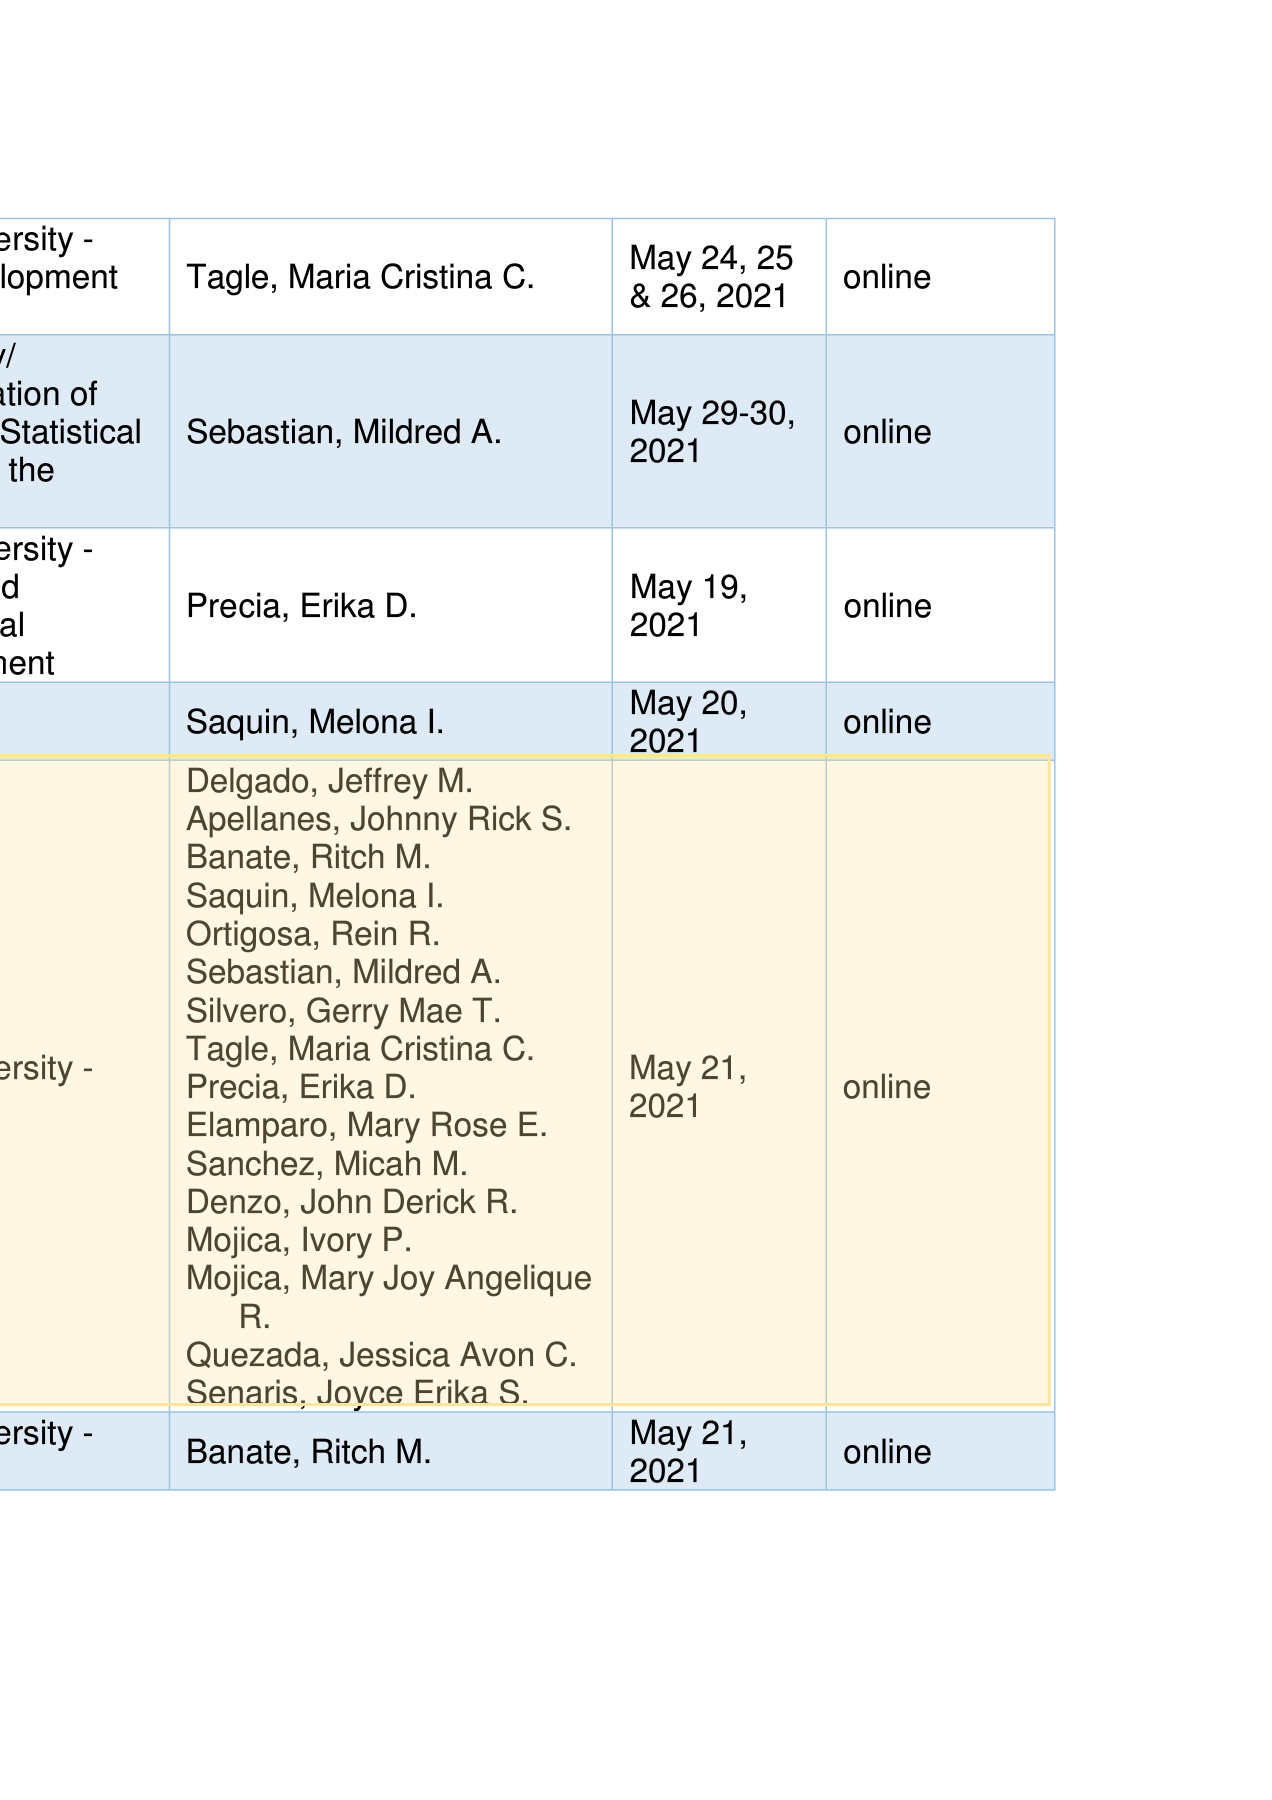 ersity -
lopment
Tagle, Maria Cristina C.
May 24, 25
& 26, 2021
online
/
ation of
Statistical
the
Sebastian, Mildred A.
May 29-30,
2021
online
ersity -
d
al
ent
Precia, Erika D.
May 19,
2021
online
Saquin, Melona I.
May 20,
2021
online
ersity -
Delgado, Jeffrey M.
Apellanes, Johnny Rick S.
Banate, Ritch M.
Saquin, Melona I.
Ortigosa, Rein R.
Sebastian, Mildred A.
Silvero, Gerry Mae T.
Tagle, Maria Cristina C.
Precia, Erika D.
Elamparo, Mary Rose E.
Sanchez, Micah M.
Denzo, John Derick R.
Mojica, Ivory P.
Mojica, Mary Joy Angelique
R.
Quezada, Jessica Avon C.
Senaris, Joyce Erika S.
May 21,
2021
online
ersity -
Banate, Ritch M.
May 21,
2021
online